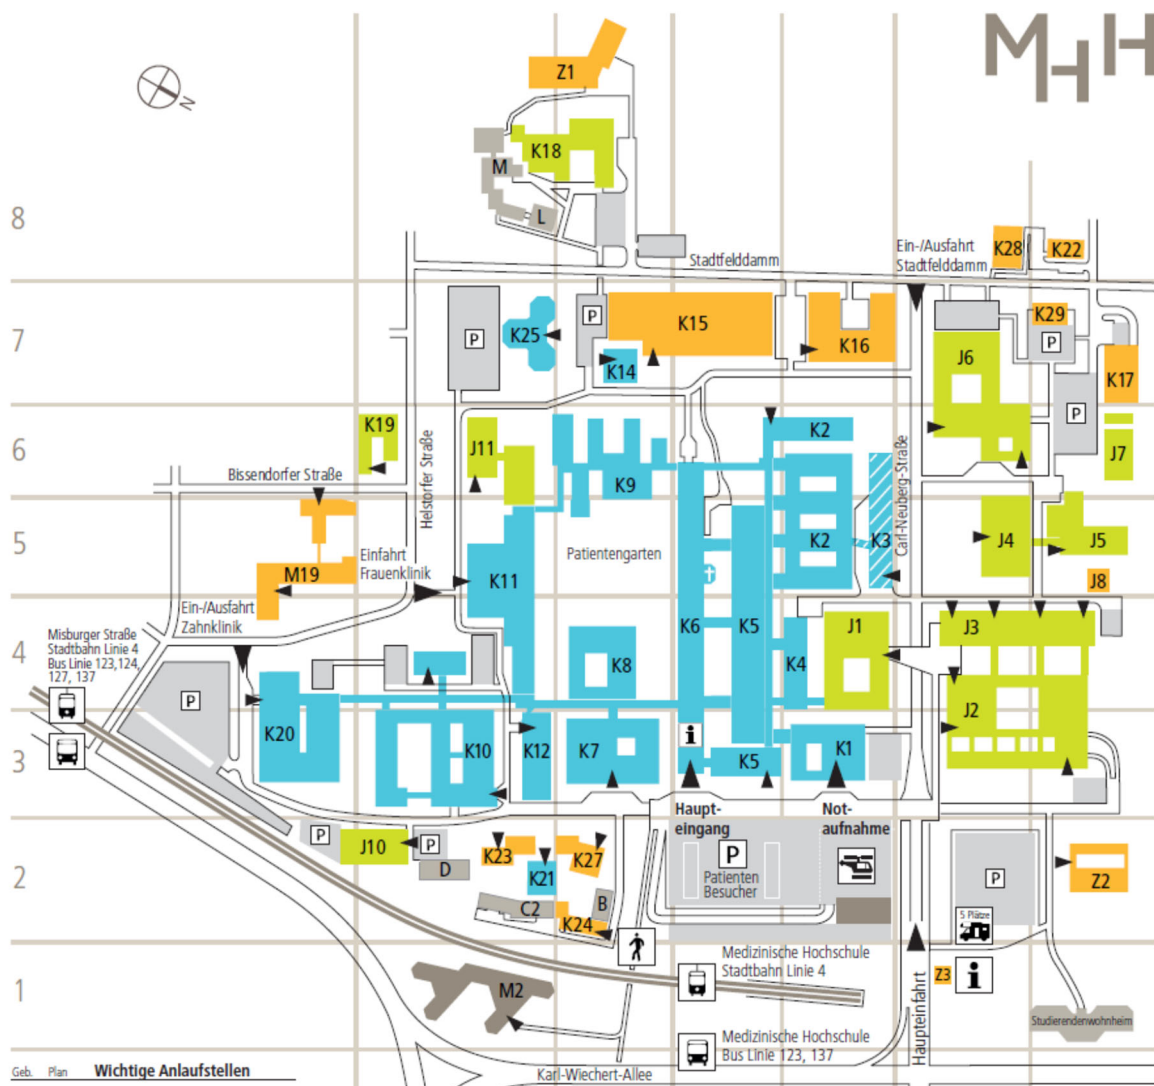 MHH
Z1
K18
M
L
N
8
Stadtfelddamm
Ein-/Ausfahrt
Stadtfelddamm
K28
K22
7
P
K25
P
K15
K14
K16
J6
K29
P
K17
P
6
K19
J11
Bissendorfer Straße
Helstorfer Straße
K9
K2
Carl-Neuberg-Straße
J7
5
Patientengarten
K2
K3
J4
J5
J8
M19
Einfahrt
Frauenklinik
K11
Ein-/Ausfahrt
Zahnklinik
4
Misburger Straße
Stadtbahn Linie 4
Bus Linie 123,124,
127, 137
P
K8
K6
K5
K4
J1
J3
J2
3
K20
K10
K12
K7
i
K5
K1
Haupt-
eingang
Not-
aufnahme
2
P
J10
P
D
K23
K21
K27
C2
B
K24
P
Patienten
Besucher
P
5 Plätze
Z2
1
M2
Medizinische Hochschule
Stadtbahn Linie 4
Medizinische Hochschule
Bus Linie 123, 137
Haupteinfahrt
Z3
i
Studierendenwohnheim
Karl-Wiechert-Allee
Geb. Plan Wichtige Anlaufstellen